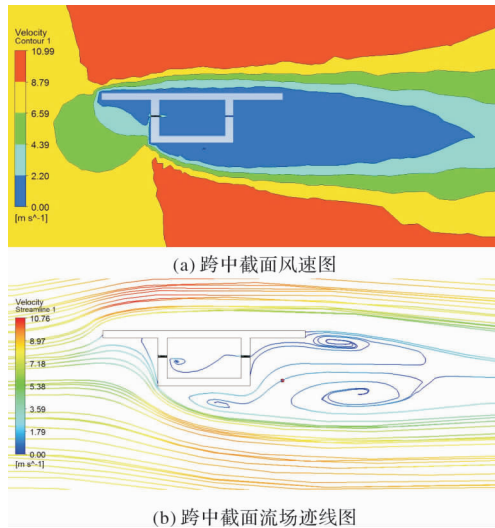 Velocity
Contour 1
10.99
8.79
6.59
4.39
2.20
0.00
[m s^-1]
(a) 跨中截面风速图
Velocity
Streamline 1
10.76
8.97
7.18
5.38
3.59
1.79
0.00
[m s^-1]
(b) 跨中截面流场迹线图